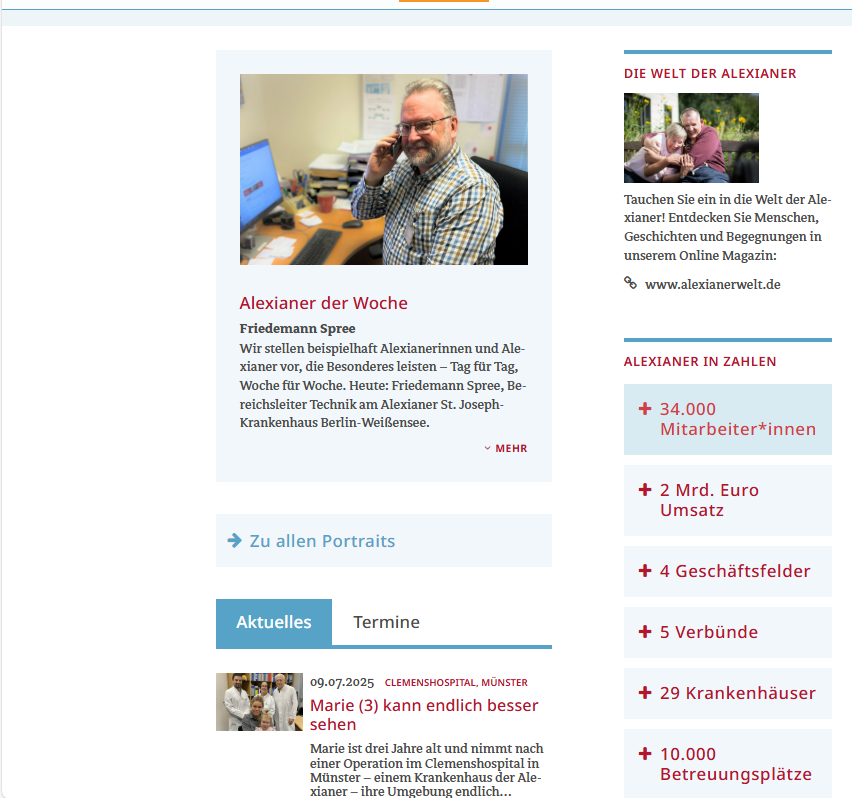 Alexianer der Woche
Friedemann Spree
Wir stellen beispielhaft Alexianerinnen und Ale-
xianer vor, die Besonderes leisten – Tag für Tag,
Woche für Woche. Heute: Friedemann Spree, Be-
reichsleiter Technik am Alexianer St. Joseph-
Krankenhaus Berlin-Weißensee.
MEHR
Zu allen Portraits
Aktuelles
Termine
09.07.2025 CLEMENSHOSPITAL, MÜNSTER
Marie (3) kann endlich besser
sehen
Marie ist drei Jahre alt und nimmt nach
einer Operation im Clemenshospital in
Münster – einem Krankenhaus der Ale-
xianer – ihre Umgebung endlich...
DIE WELT DER ALEXIANER
Tauchen Sie ein in die Welt der Ale-
xianer! Entdecken Sie Menschen,
Geschichten und Begegnungen in
unserem Online Magazin:
www.alexianerwelt.de
ALEXIANER IN ZAHLEN
34.000
Mitarbeiter*innen
2 Mrd. Euro
Umsatz
4 Geschäftsfelder
5 Verbünde
29 Krankenhäuser
10.000
Betreuungsplätze